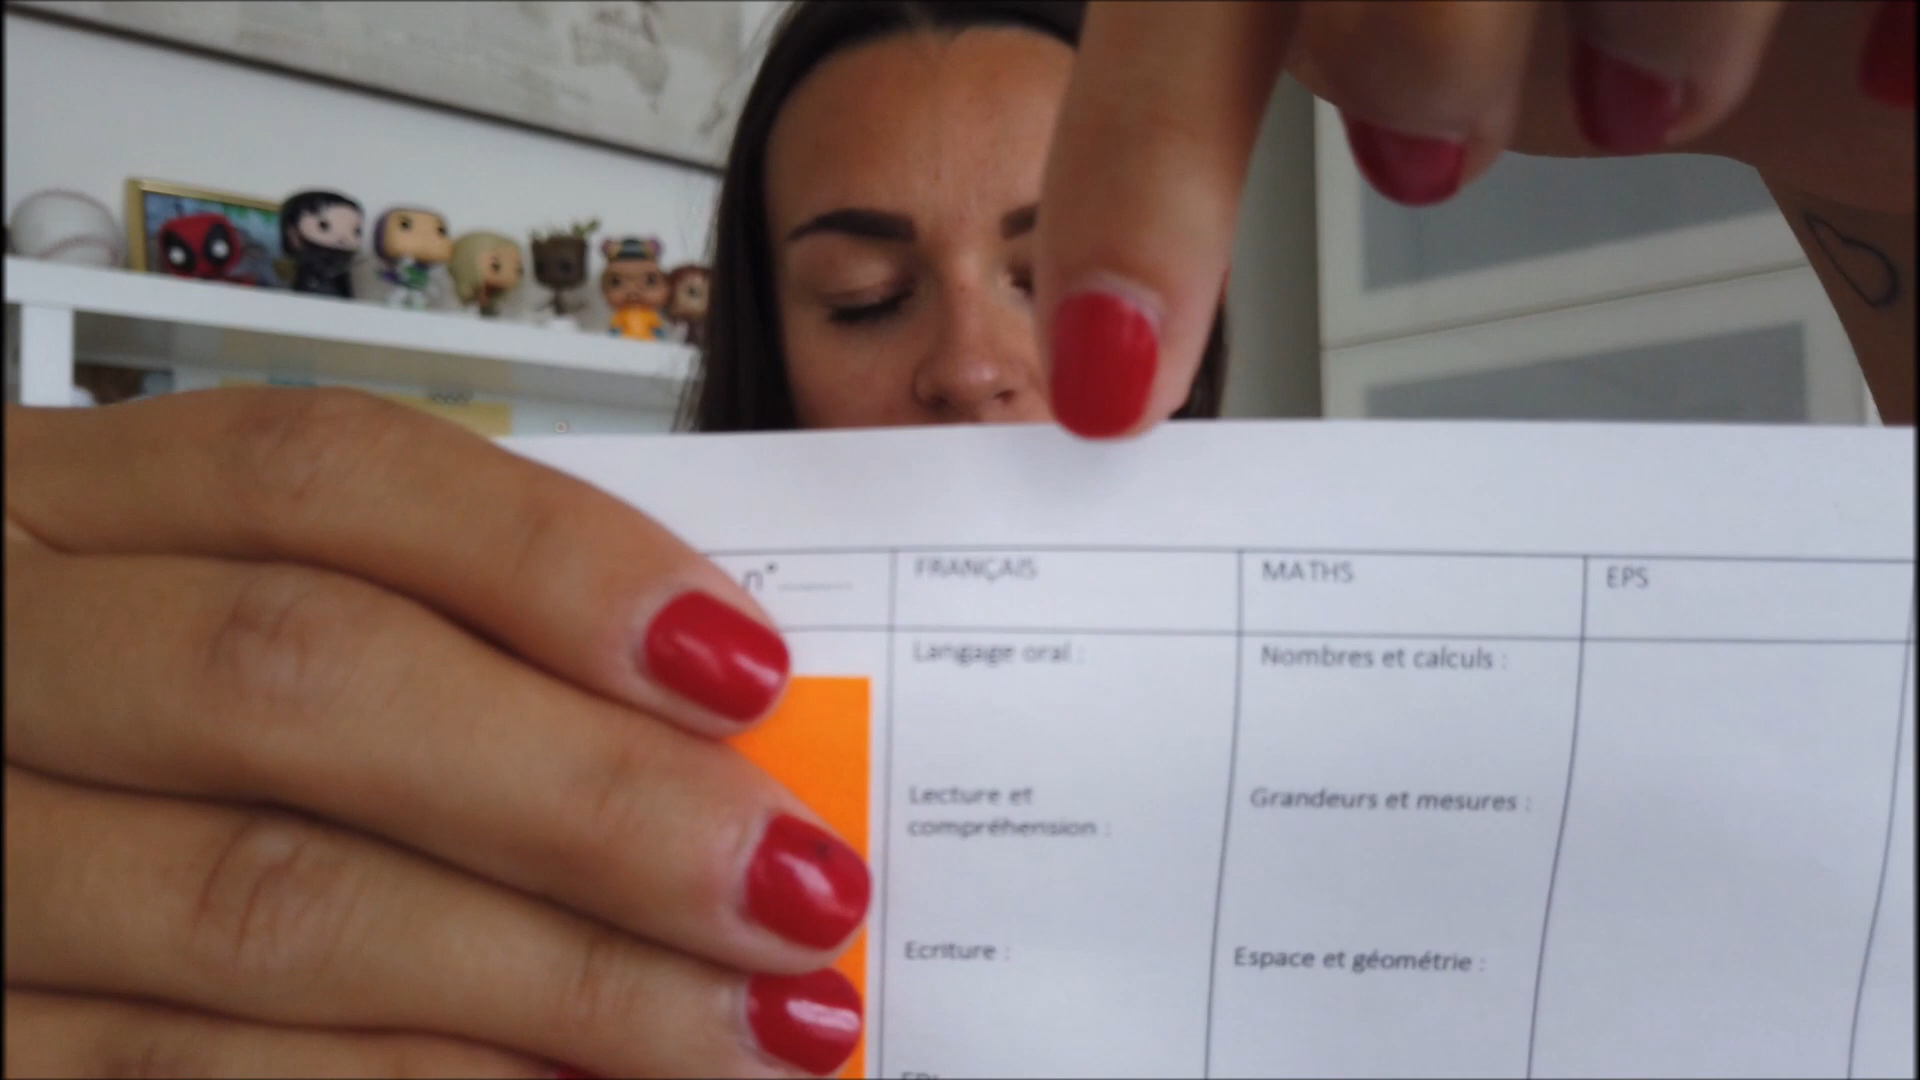 n°
FRANÇAIS
MATHS
EPS
Langage oral :
Nombres et calculs :
Lecture et
compréhension :
Grandeurs et mesures :
Ecriture :
Espace et géométrie :